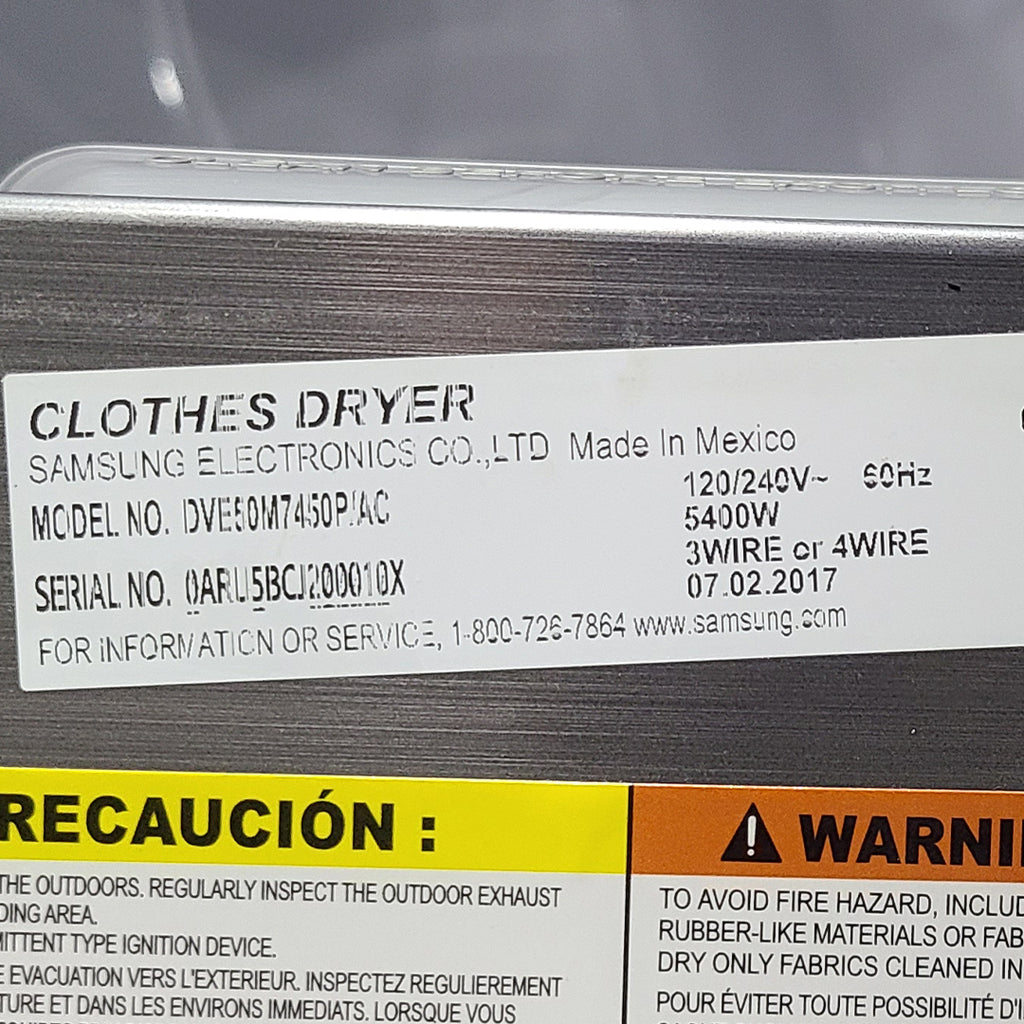 CLOTHES DRYER
SAMSUNG ELECTRONICS CO.,LTD Made In Mexico
MODEL NO. DVE50M7450P/AC
120/240V~ 60Hz
5400W
3WIRE or 4WIRE
SERIAL NO.
07.02.2017
FOR INFORMATION OR SERVICE, 1-800-726-7864 www.samsung.com
RECAUCIÓN :
THE OUTDOORS. REGULARLY INSPECT THE OUTDOOR EXHAUST
DING AREA.
MITTENT TYPE IGNITION DEVICE.
E EVACUATION VERS L'EXTERIEUR. INSPECTEZ REGULIEREMENT
TURE ET DANS LES ENVIRONS IMMEDIATS. LORSQUE VOUS
WARNI
TO AVOID FIRE HAZARD, INCLUD
RUBBER-LIKE MATERIALS OR FAB
DRY ONLY FABRICS CLEANED IN
POUR ÉVITER TOUTE POSSIBILITÉ D'I